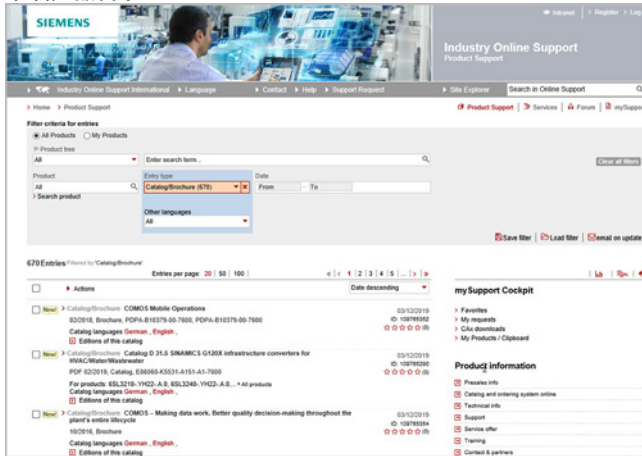 SIEMENS
Intranet Register Log
Industry Online Support
Product Support
Industry Online Support International Language Contact Help Support Request Site Explorer Search in Online Support
Home Product Support Product Support Services Forum mySuppo
Filter criteria for entries
All Products My Products
Product tree
All Enter search term... Clear all filters
Product Entry type Date
All Catalog/Brochure (670) From To
Search product
Other languages
All
Save filter Load filter email on update
670 Entries Filtered by 'Catalog/Brochure'
Entries per page: 20 | 50 | 100 « |‹ 1 | 2 | 3 | 4 | 5 | ... |› | »
Actions Date descending
mySupport Cockpit
New! Catalog/Brochure COMOS Mobile Operations 03/12/2019
02/2018, Brochure, PDPA-B10379-00-7600, PDPA-B10379-00-7600
Catalog languages German , English ,
Editions of this catalog
Favorites
My requests
CAx downloads
My Products / Clipboard
New! Catalog/Brochure Catalog D 31.5 SINAMICS G120X infrastructure converters for 03/12/2019
HVAC/Water/Wastewater
PDF 02/2019, Catalog, E86060-K5531-A151-A1-7600
For products: 6SL3210-.YH22-.A.0, 6SL3240-.YH22-.A.0,... All products
Catalog languages German , English ,
Editions of this catalog
Product information
Presales info
Catalog and ordering system online
Technical info
Support
Service offer
Training
Contact & partners
New! Catalog/Brochure COMOS – Making data work. Better quality decision-making throughout the 03/12/2019
plant's entire lifecycle
10/2016, Brochure
Catalog languages German , English ,
Editions of this catalog